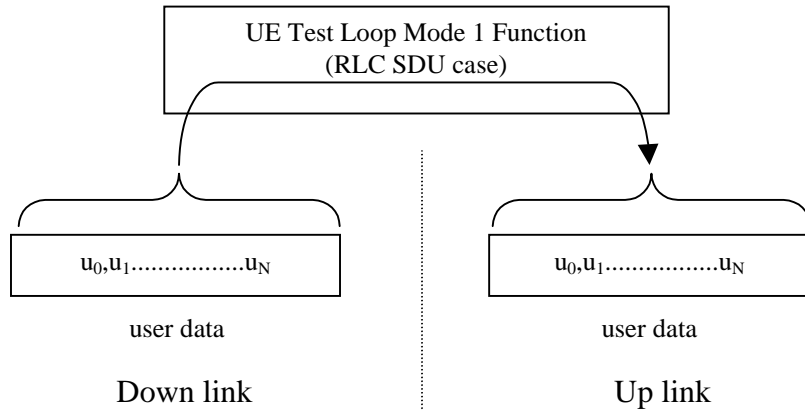 UE Test Loop Mode 1 Function
(RLC SDU case)
u0,u1..................uN
u0,u1..................uN
user data
user data
Down link
Up link